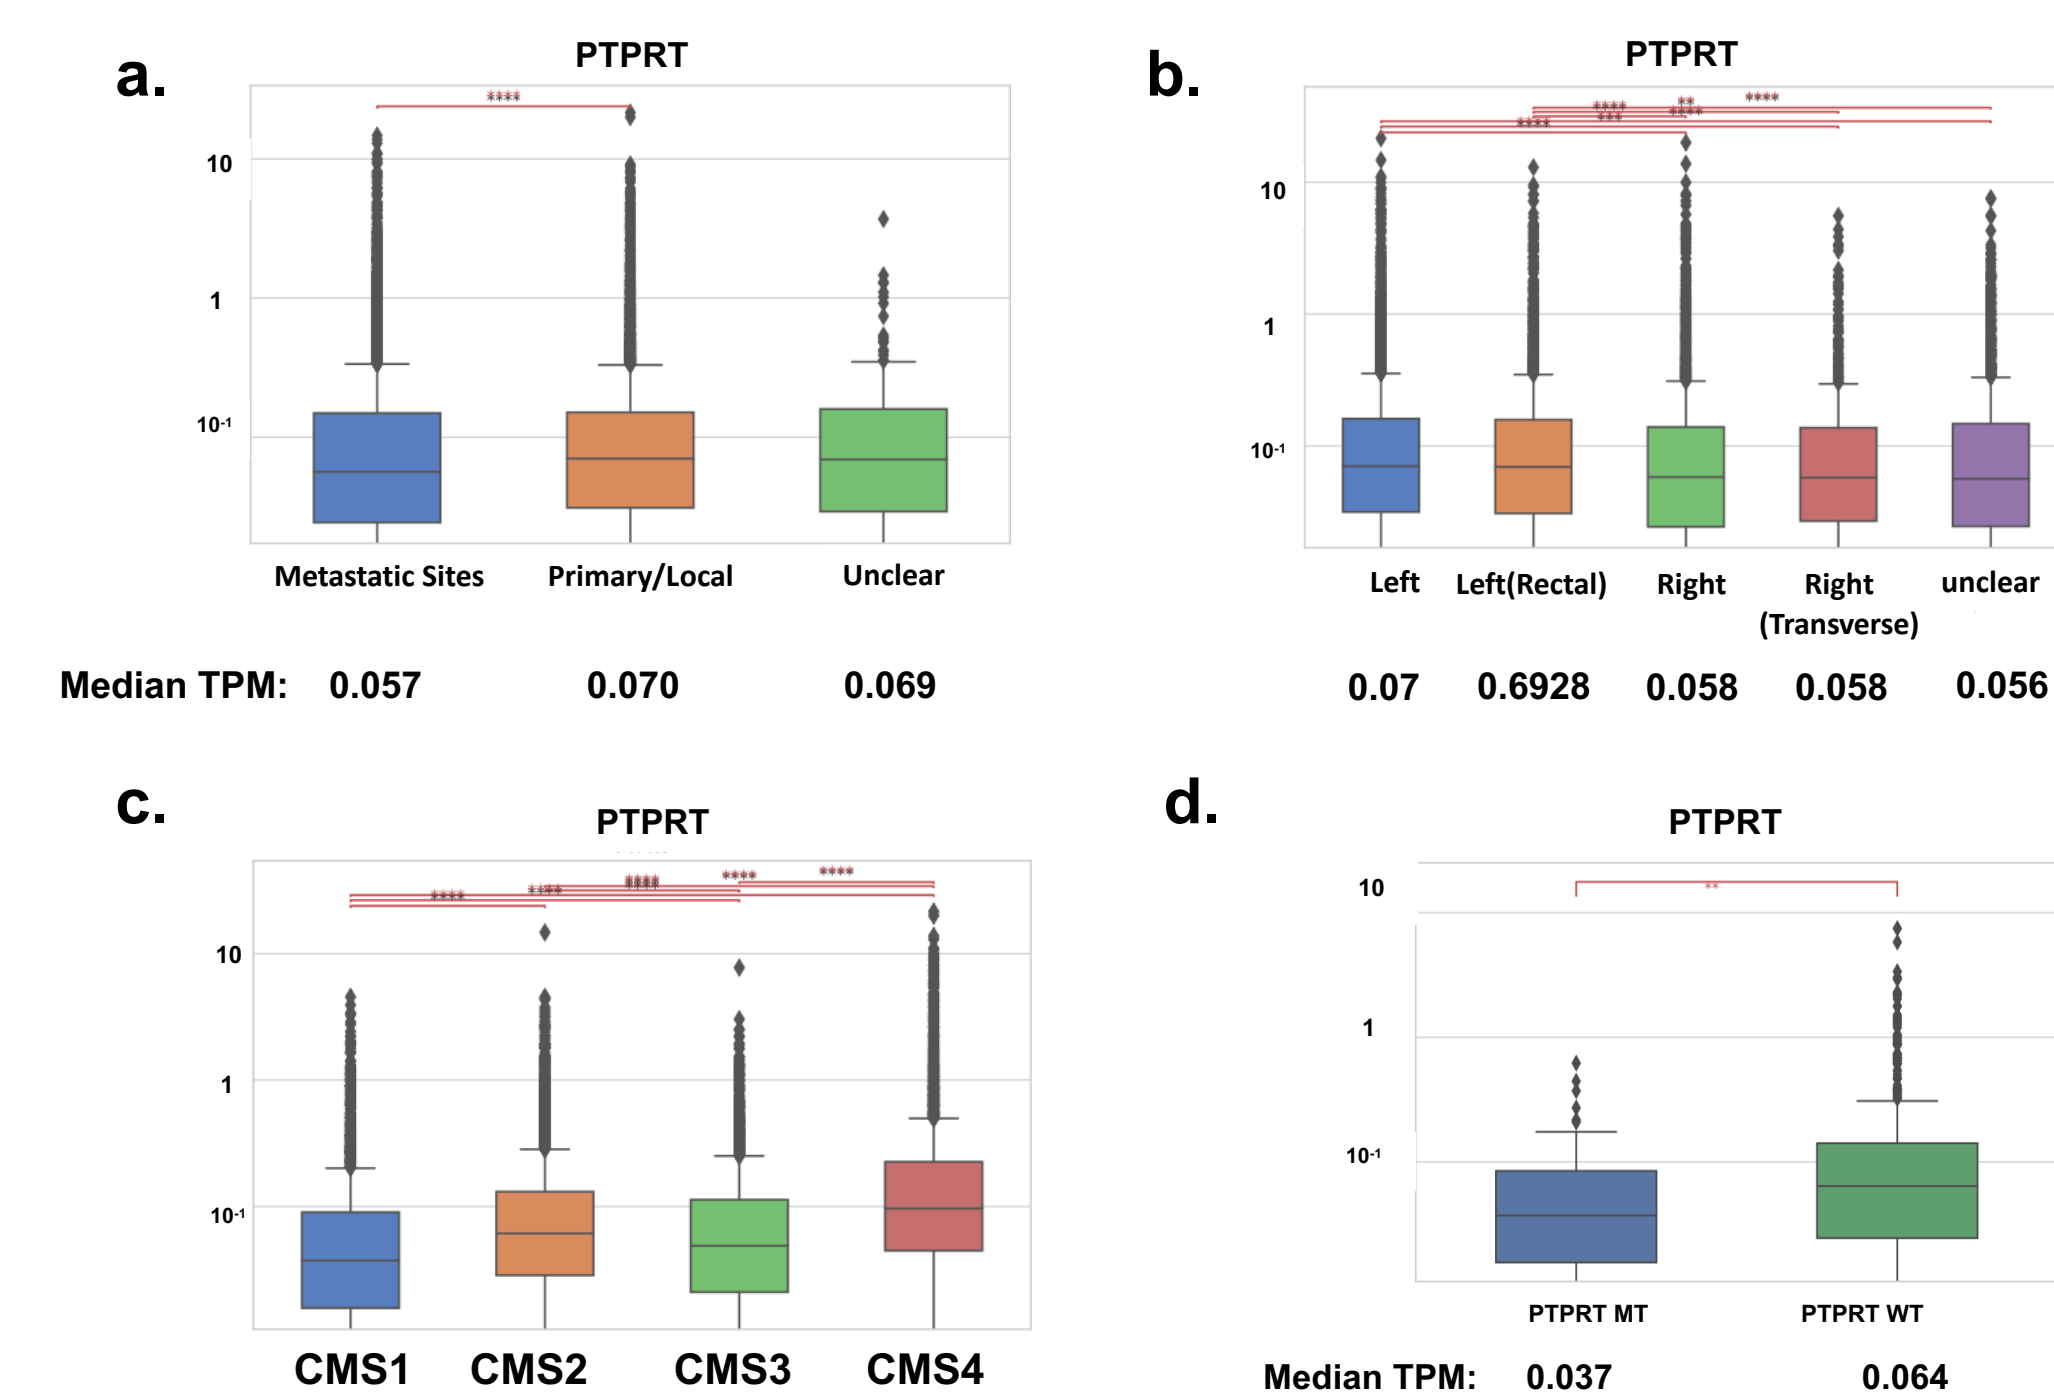 a.
PTPRT
****
10
1
10-1
Metastatic Sites Primary/Local Unclear
Median TPM: 0.057 0.070 0.069
b.
PTPRT
**** ** ****
**** *** ****
10
1
10-1
Left Left(Rectal) Right Right (Transverse) unclear
0.07 0.6928 0.058 0.058 0.056
c.
PTPRT
**** **** **** **** ****
10
1
10-1
CMS1 CMS2 CMS3 CMS4
d.
PTPRT
**
10
1
10-1
PTPRT MT PTPRT WT
Median TPM: 0.037 0.064